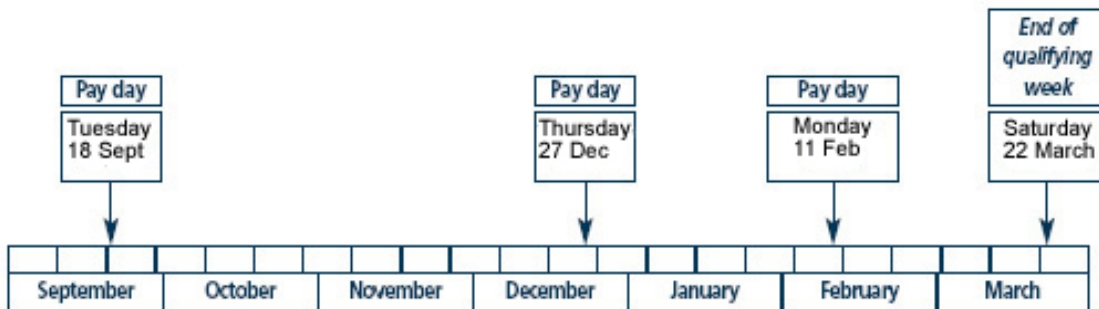 End of
qualifying
week
Pay day
Pay day
Pay day
Tuesday
18 Sept
Thursday
27 Dec
Monday
11 Feb
Saturday
22 March
September
October
November
December
January
February
March